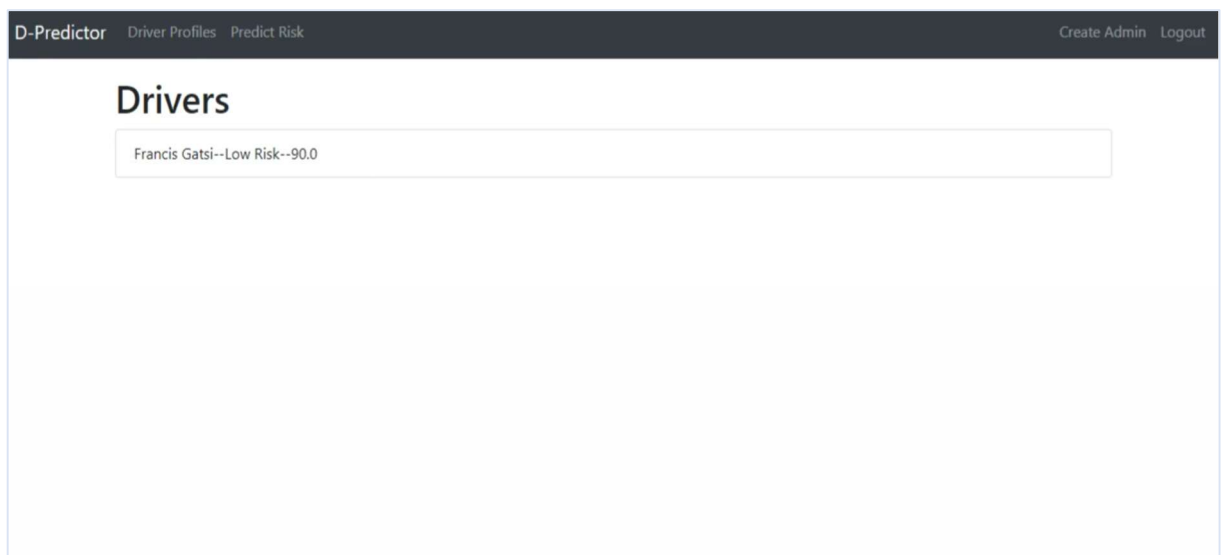 D-Predictor Driver Profiles Predict Risk Create Admin Logout
Drivers
Francis Gatsi--Low Risk--90.0